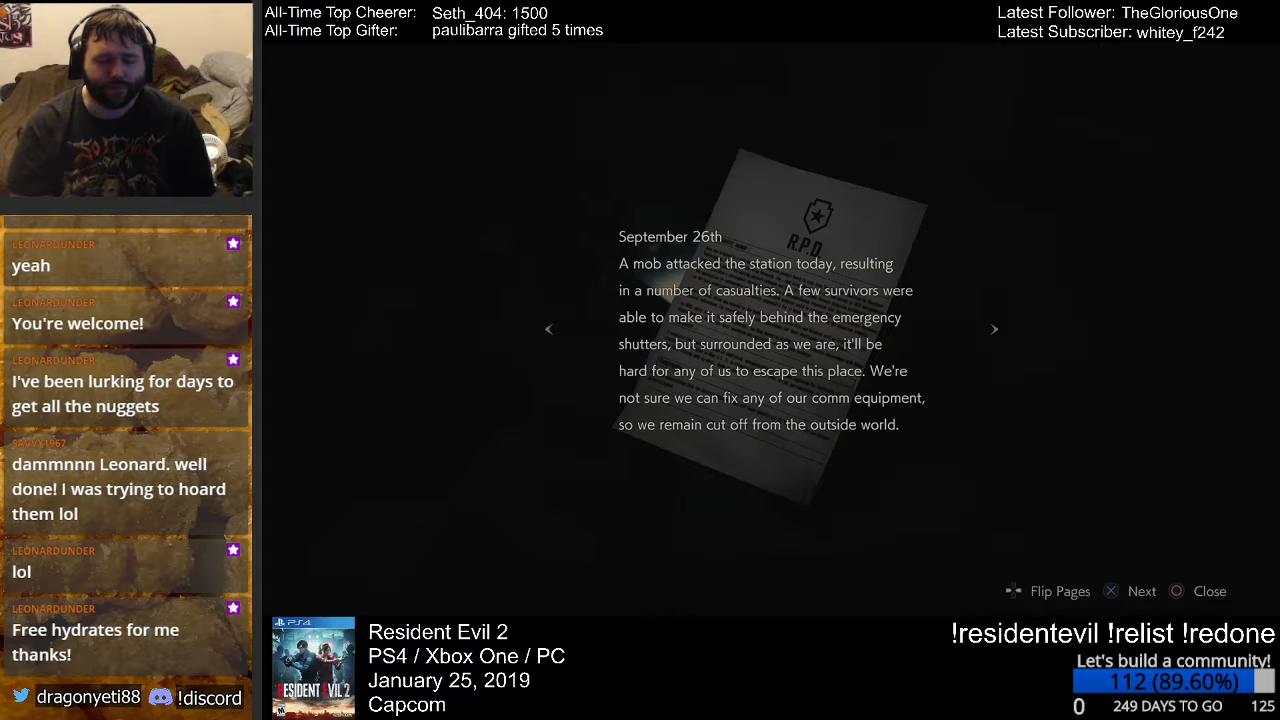 All-Time Top Cheerer: Seth_404: 1500
All-Time Top Gifter: paulibarra gifted 5 times
Latest Follower: TheGloriousOne
Latest Subscriber: whitey_f242
LEONARDUNDER
yeah
LEONARDUNDER
You're welcome!
LEONARDUNDER
I've been lurking for days to
get all the nuggets
SAVVY1967
dammnnn Leonard. well
done! I was trying to hoard
them lol
LEONARDUNDER
lol
LEONARDUNDER
Free hydrates for me
thanks!
dragonyeti88 !discord
R.P.D.
September 26th
A mob attacked the station today, resulting
in a number of casualties. A few survivors were
able to make it safely behind the emergency
shutters, but surrounded as we are, it'll be
hard for any of us to escape this place. We're
not sure we can fix any of our comm equipment,
so we remain cut off from the outside world.
Flip Pages Next Close
PS4
RESIDENT EVIL 2
Resident Evil 2
PS4 / Xbox One / PC
January 25, 2019
Capcom
!residentevil !relist !redone
Let's build a community!
112 (89.60%)
0 249 DAYS TO GO 125